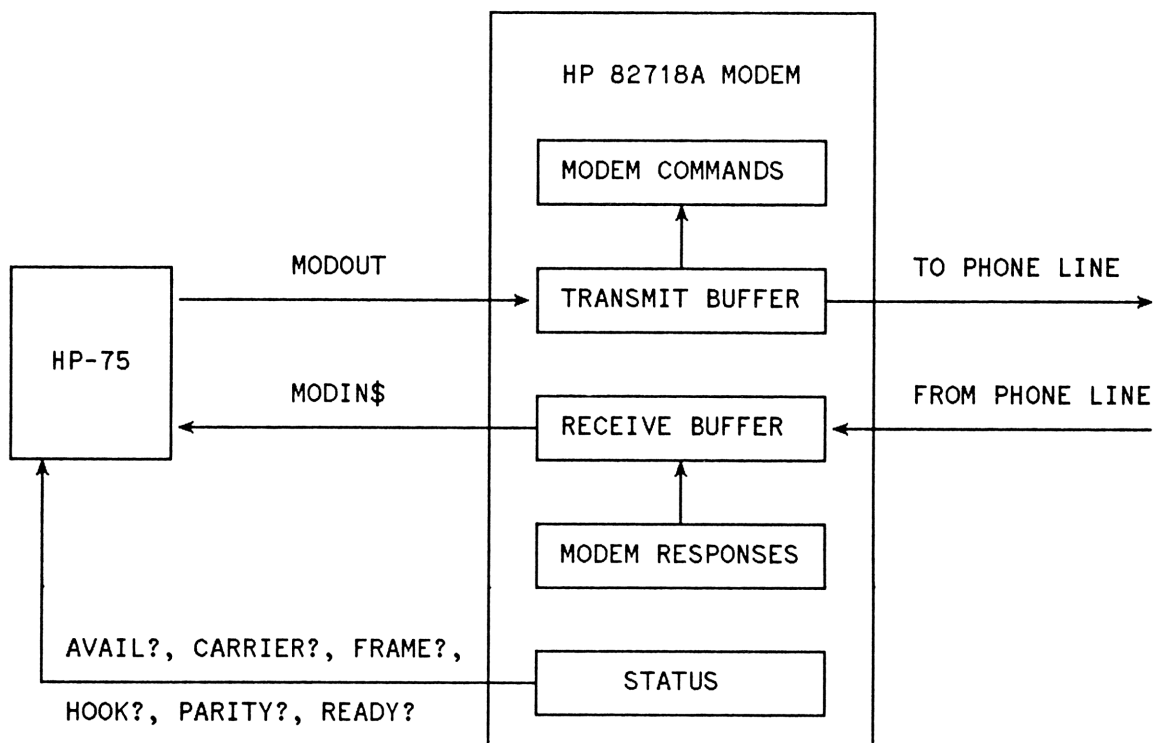 HP 82718A MODEM
MODEM COMMANDS
MODOUT
TO PHONE LINE
TRANSMIT BUFFER
HP-75
MODIN$
FROM PHONE LINE
RECEIVE BUFFER
MODEM RESPONSES
AVAIL?, CARRIER?, FRAME?,
STATUS
HOOK?, PARITY?, READY?